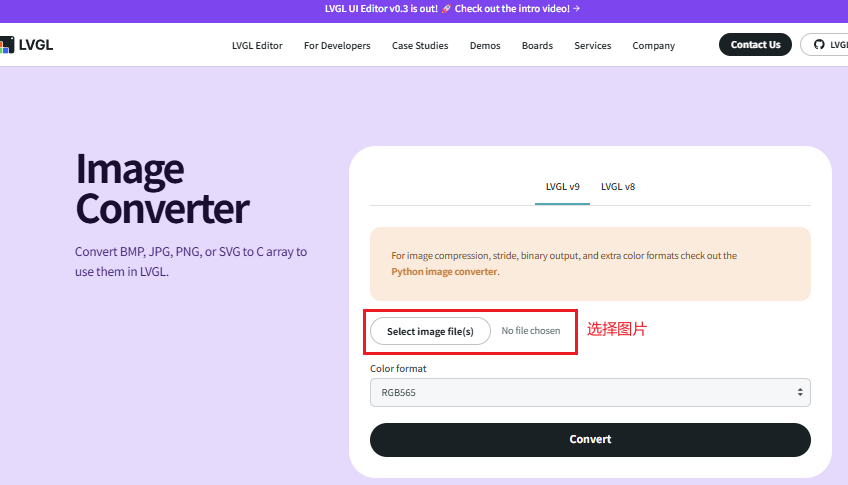 LVGL UI Editor v0.3 is out! 🚀 Check out the intro video! →
LVGL
LVGL Editor For Developers Case Studies Demos Boards Services Company
Contact Us
Image
Converter
Convert BMP, JPG, PNG, or SVG to C array to
use them in LVGL.
LVGL v9 LVGL v8
For image compression, stride, binary output, and extra color formats check out the
Python image converter.
Select image file(s) No file chosen
选择图片
Color format
RGB565
Convert